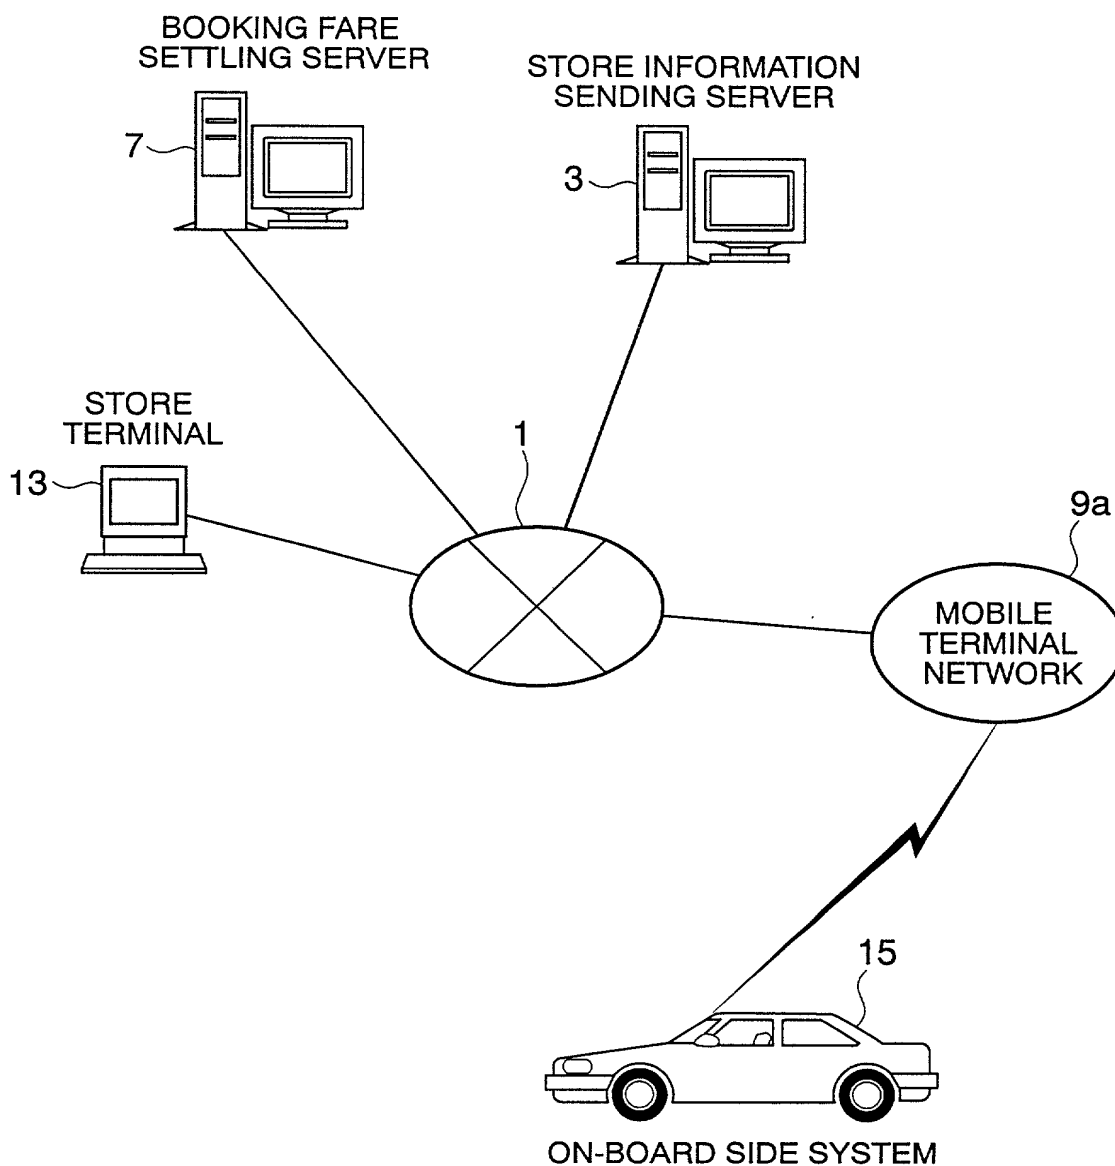 BOOKING FARE
SETTLING SERVER
7
STORE INFORMATION
SENDING SERVER
3
STORE
TERMINAL
13
1
9a
MOBILE
TERMINAL
NETWORK
15
ON-BOARD SIDE SYSTEM